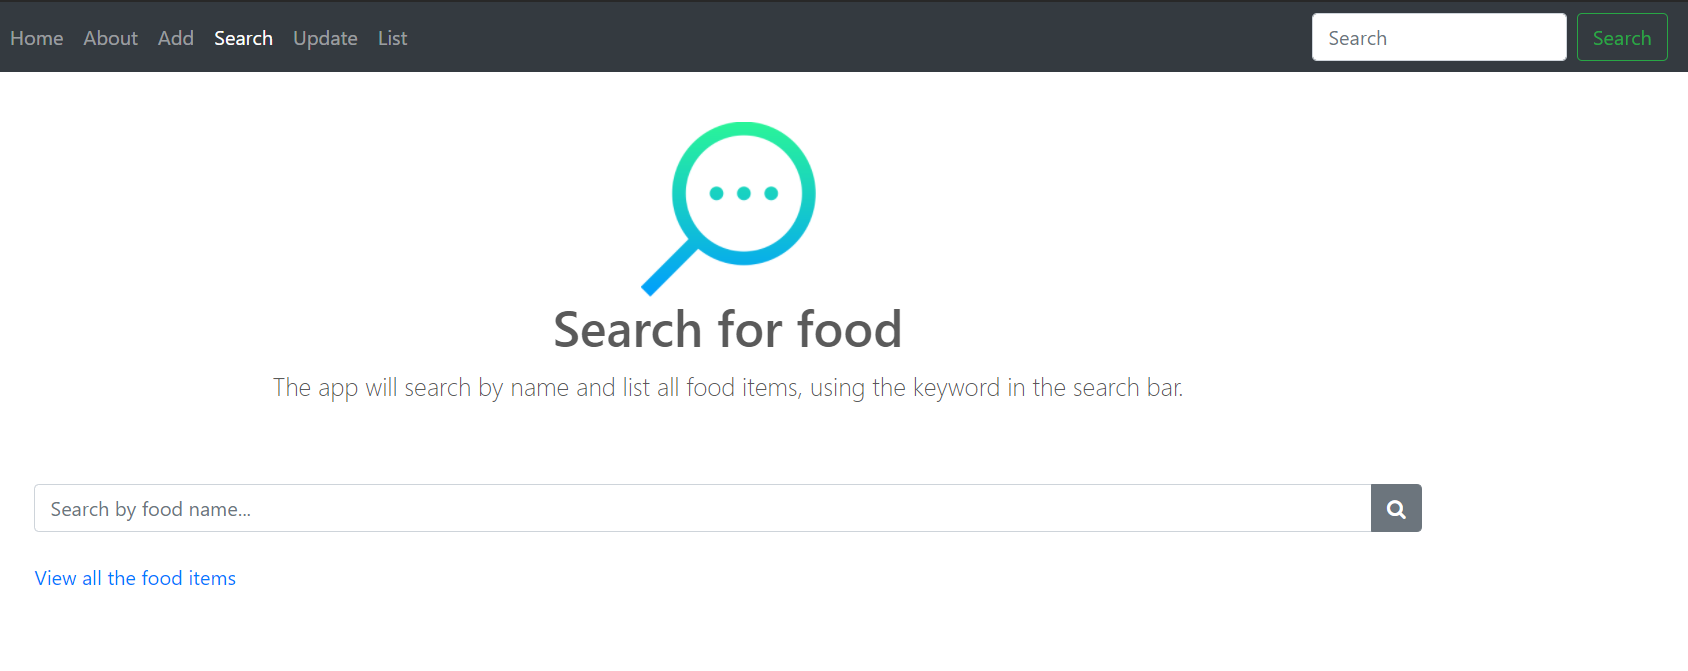 Home About Add Search Update List Search Search
Search for food
The app will search by name and list all food items, using the keyword in the search bar.
Search by food name...
View all the food items